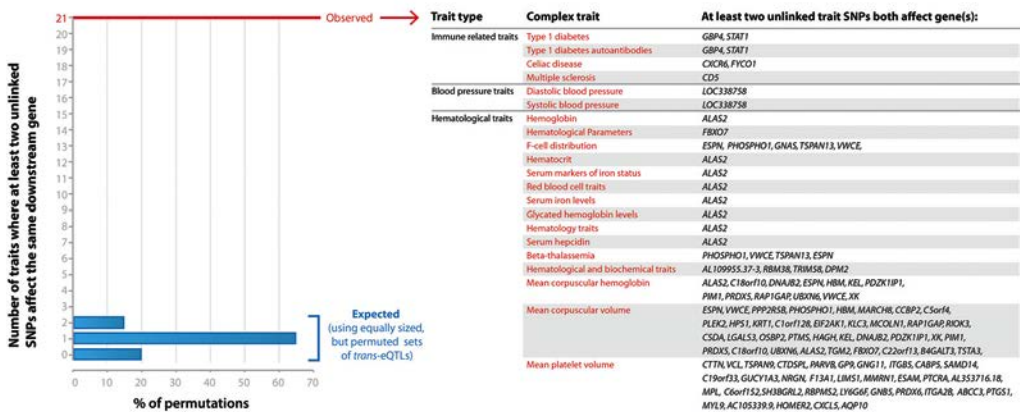 Number of traits where at least two unlinked
SNPs affect the same downstream gene
21
20
19
18
17
16
15
14
13
12
11
10
9
8
7
6
5
4
3
2
1
0
Observed
Expected
(using equally sized,
but permuted sets
of trans-eQTLs)
0 10 20 30 40 50 60 70
% of permutations
Trait type Complex trait At least two unlinked trait SNPs both affect gene(s):
Immune related traits Type 1 diabetes GBP4, STAT1
Type 1 diabetes autoantibodies GBP4, STAT1
Celiac disease CXCR6, FYCO1
Multiple sclerosis CD5
Blood pressure traits Diastolic blood pressure LOC338758
Systolic blood pressure LOC338758
Hematological traits Hemoglobin ALAS2
Hematological Parameters FBXO7
F-cell distribution ESPN, PHOSPHO1, GNAS, TSPAN13, VWCE,
Hematocrit ALAS2
Serum markers of iron status ALAS2
Red blood cell traits ALAS2
Serum iron levels ALAS2
Glycated hemoglobin levels ALAS2
Hematology traits ALAS2
Serum hepcidin ALAS2
Beta-thalassemia PHOSPHO1, VWCE, TSPAN13, ESPN
Hematological and biochemical traits AL109955.37-3, RBM38, TRIM58, DPM2
Mean corpuscular hemoglobin ALAS2, C18orf10, DNAJB2, ESPN, HBM, KEL, PDZK1IP1,
PIM1, PRDX5, RAP1GAP, UBXN6, VWCE, XK
Mean corpuscular volume ESPN, VWCE, PPP2R5B, PHOSPHO1, HBM, MARCH8, CCBP2, C5orf4,
PLEK2, HPS1, KRT1, C1orf128, EIF2AK1, KLC3, MCOLN1, RAP1GAP, RIOK3,
CSDA, LGALS3, OSBP2, PTMS, HAGH, KEL, DNAJB2, PDZK1IP1, XK, PIM1,
PRDX5, C18orf10, UBXN6, ALAS2, TGM2, FBXO7, C22orf13, B4GALT3, TSTA3,
Mean platelet volume CTTN, VCL, TSPAN9, CTDSPL, PARVB, GP9, GNG11, ITGB5, CABP5, SAMD14,
C19orf33, GUCY1A3, NRGN, F13A1, LIMS1, MMRN1, ESAM, PTCRA, AL353716.18,
MPL, C6orf152, SH3BGRL2, RBPMS2, LY6G6F, GNB5, PRDX6, ITGA2B, ABCC3, PTGS1,
MYL9, AC105339.9, HOMER2, CXCL5, AQP10